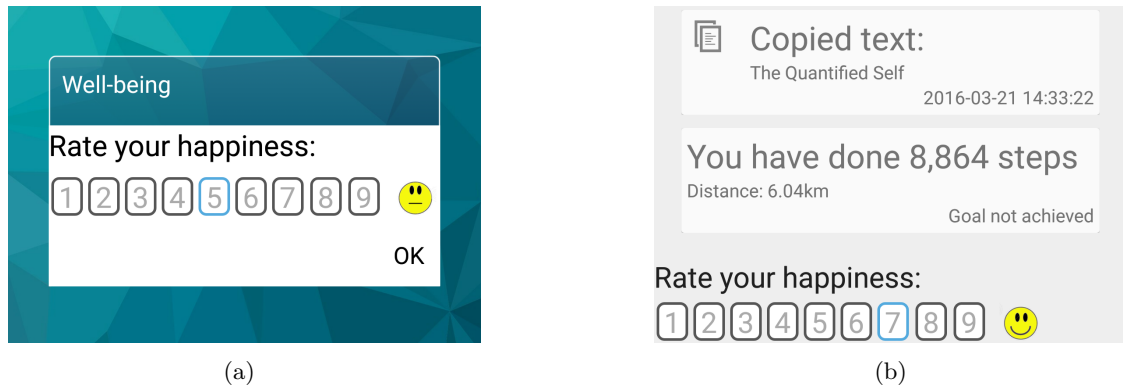 Well-being
Rate your happiness:
1 2 3 4 5 6 7 8 9
OK
(a)
Copied text:
The Quantified Self
2016-03-21 14:33:22
You have done 8,864 steps
Distance: 6.04km
Goal not achieved
Rate your happiness:
1 2 3 4 5 6 7 8 9
(b)